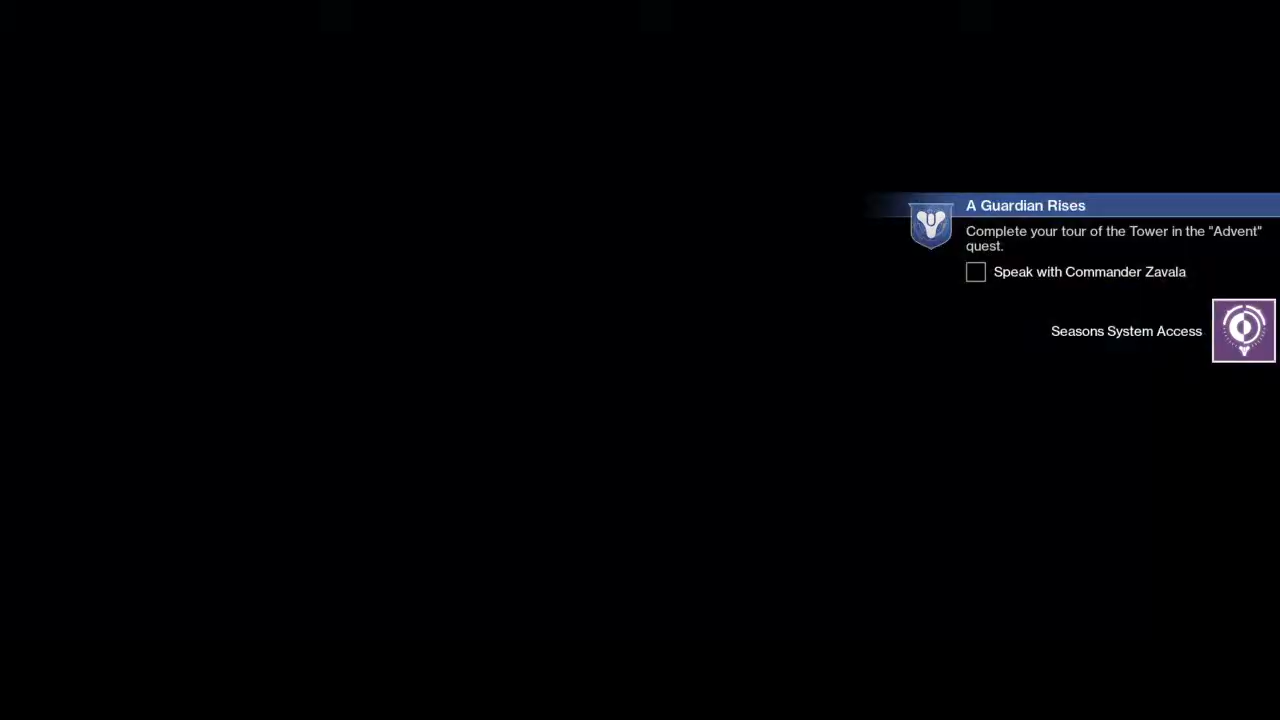 A Guardian Rises
Complete your tour of the Tower in the "Advent"
quest.
Speak with Commander Zavala
Seasons System Access